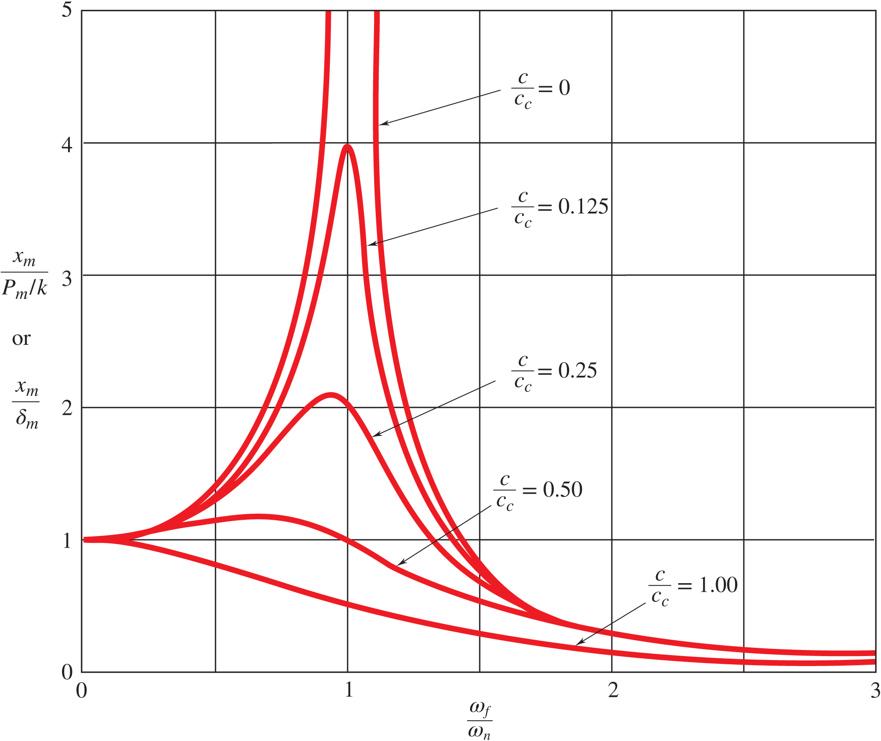 5
4
3
2
1
0
x_m / P_m/k
or
x_m / δ_m
c/c_c = 0
c/c_c = 0.125
c/c_c = 0.25
c/c_c = 0.50
c/c_c = 1.00
0 1 2 3
ω_f / ω_n